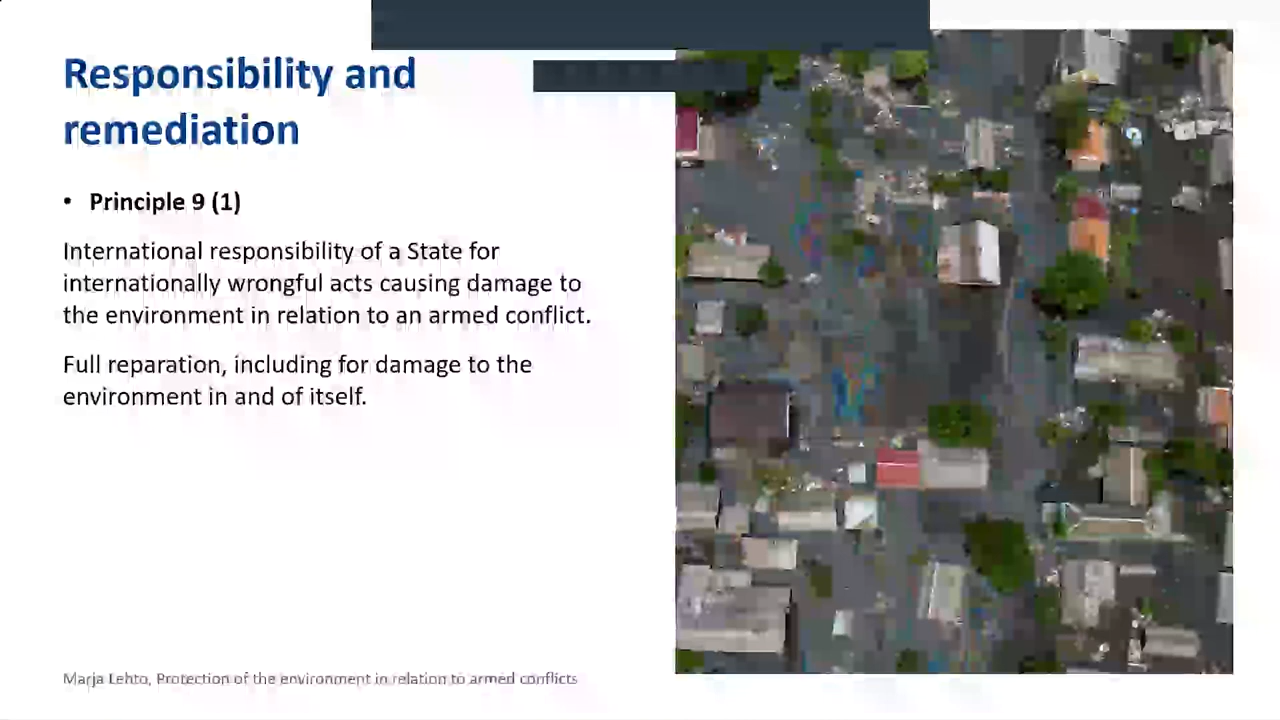 Responsibility and
remediation
• Principle 9 (1)
International responsibility of a State for
internationally wrongful acts causing damage to
the environment in relation to an armed conflict.
Full reparation, including for damage to the
environment in and of itself.
Marja Lehto, Protection of the environment in relation to armed conflicts